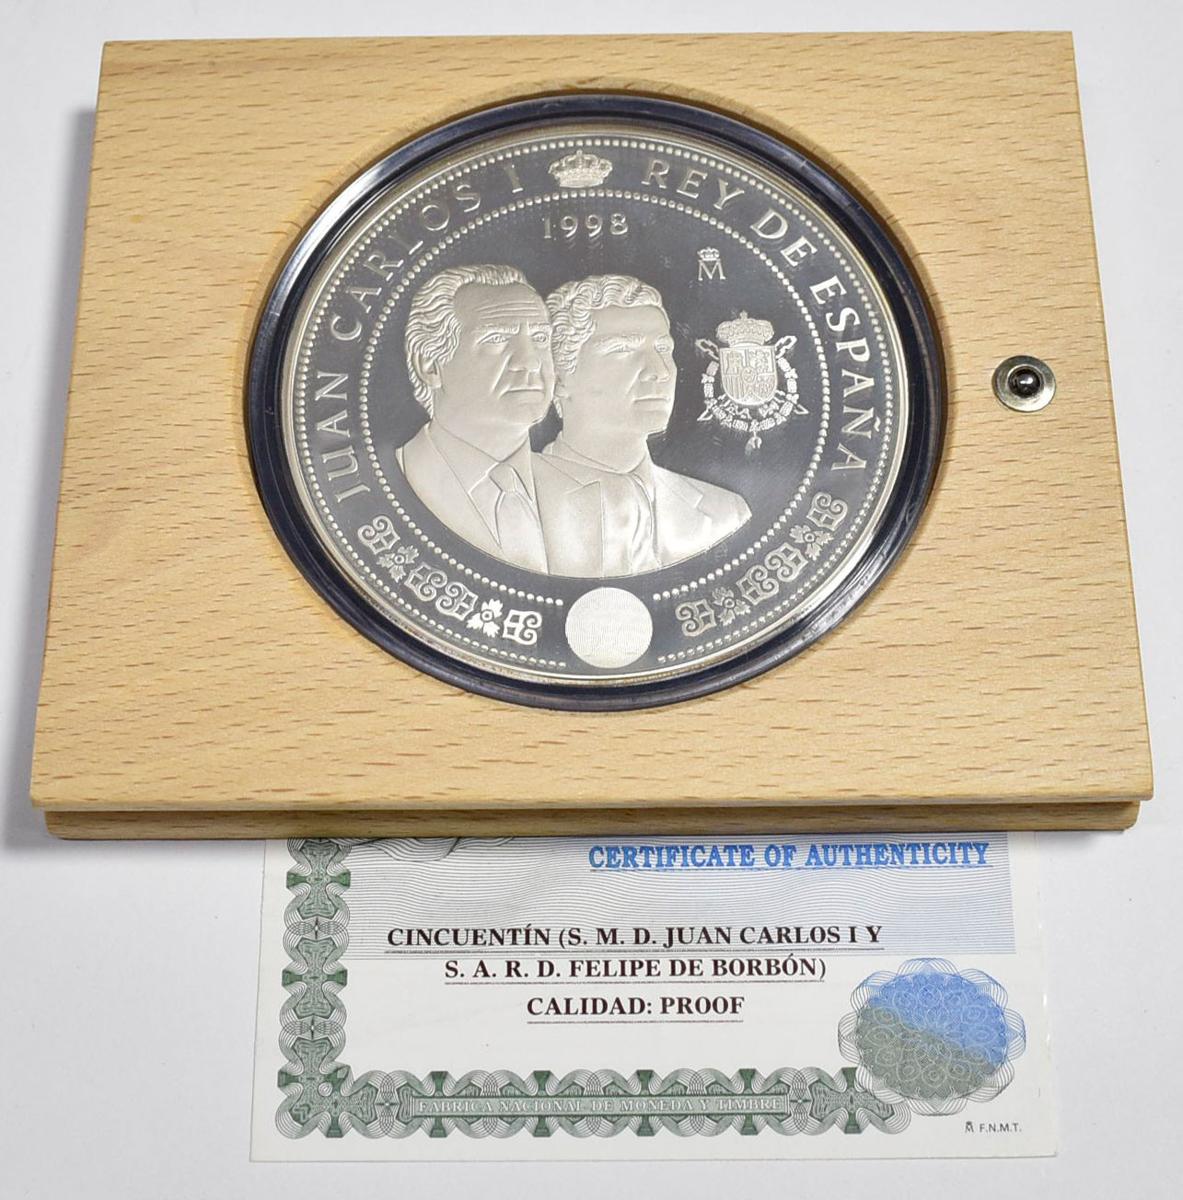 JUAN CARLOS I REY DE ESPAÑA
1998
M
CERTIFICATE OF AUTHENTICITY
CINCUENTÍN (S. M. D. JUAN CARLOS I Y
S. A. R. D. FELIPE DE BORBÓN)
CALIDAD: PROOF
FABRICA NACIONAL DE MONEDA Y TIMBRE
M F.N.M.T.